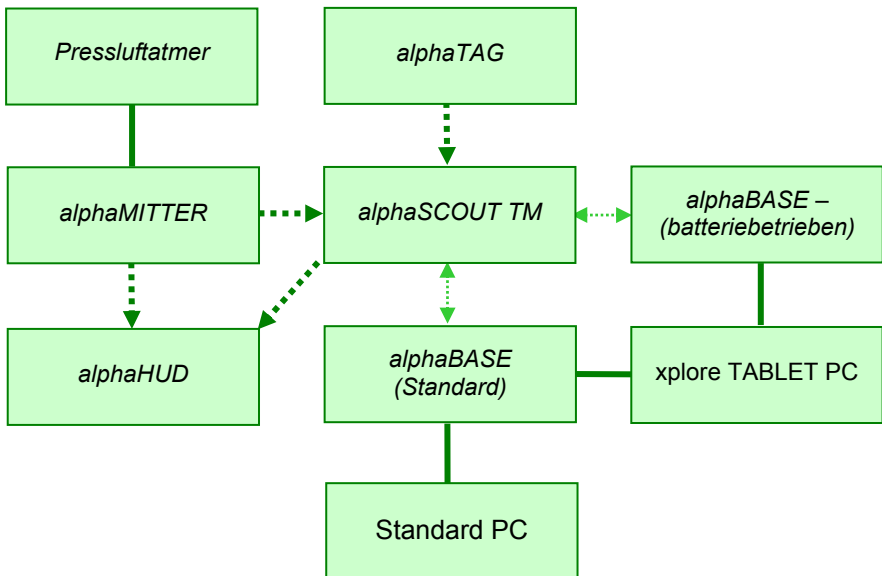 Pressluftatmer
alphaTAG
alphaMITTER
alphaSCOUT TM
alphaBASE –
(batteriebetrieben)
alphaHUD
alphaBASE
(Standard)
xplore TABLET PC
Standard PC